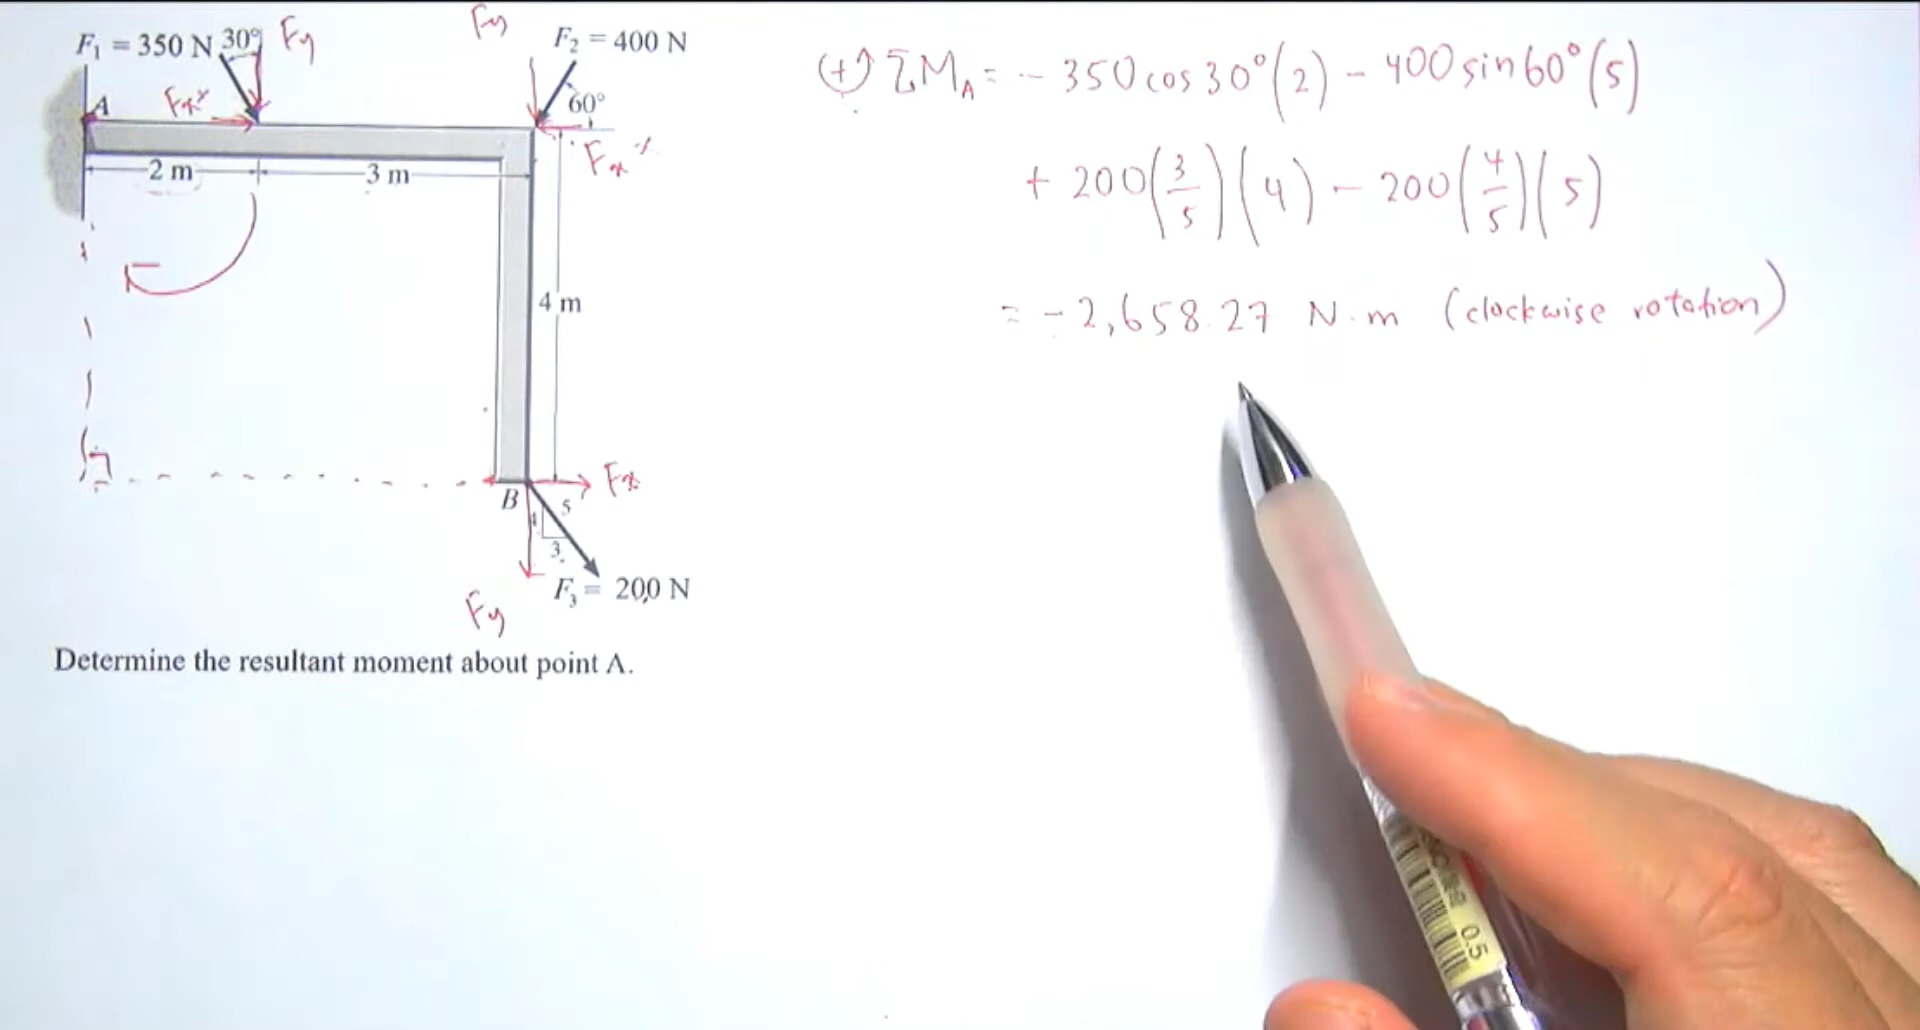 F₁ = 350 N 30° Fy
Fy
F₂ = 400 N
A Fx 60°
Fx
2 m 3 m
4 m
Fx
B 5
4
3
F₃ = 200 N
Fy
Determine the resultant moment about point A.
(+) ΣM_A = - 350 cos 30° (2) - 400 sin 60° (5)
+ 200 (3/5) (4) - 200 (4/5) (5)
= - 2,658.27 N·m (clockwise rotation)
0.5